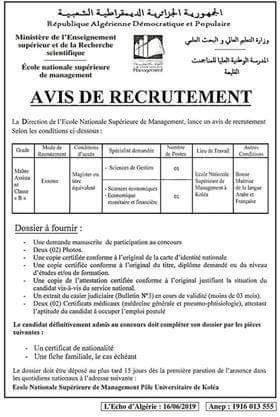 الجمهورية الجزائرية الديمقراطية الشعبية
République Algérienne Démocratique et Populaire
Ministère de l'Enseignement
supérieur et de la Recherche
scientifique
وزارة التعليم العالي و البحث العلمي
École nationale supérieure
de management
المدرسة الوطنية العليا للمناجمنت
القليعة
AVIS DE RECRUTEMENT
La Direction de l'Ecole Nationale Supérieure de Management, lance un avis de recrutement
Selon les conditions ci-dessous :
Grade
Mode de
Recrutement
Conditions
d'accès
Spécialité demandée
Nombre
de Postes
Lieu de Travail
Autres
Conditions
Maître
Assistant
Classe
« B »
Externe
Magister ou
titre
équivalent
- Sciences de Gestion
01
- Sciences économiques
- Economique
monétaire et financière
01
Ecole Nationale
Supérieure de
Management à
Koléa
Bonne
Maîtrise
de la langue
Arabe et
Française
Dossier à fournir :
- Une demande manuscrite de participation au concours
- Deux (02) Photos.
- Une copie certifiée conforme à l'original de la carte d'identité nationale
- Une copie certifiée conforme à l'original du titre, diplôme demandé ou du niveau
d'études et/ou de formation.
- Une copie de l'attestation certifiée conforme à l'original justifiant la situation du
candidat vis-à-vis du service national.
- Un extrait du casier judiciaire (Bulletin N°3) en cours de validité (moins de 03 mois).
- Deux (02) Certificats médicaux (médecine générale et pneumo-phtisiologie), attestant
l'aptitude du candidat à occuper l'emploi postulé
Le candidat définitivement admis au concours doit compléter son dossier par les pièces
suivantes :
- Un certificat de nationalité
- Une fiche familiale, le cas échéant
Le dossier doit être déposé au plus tard 15 jours dès la première parution de l'annonce dans
les quotidiens nationaux à l'adresse suivante :
Ecole Nationale Supérieure de Management Pôle Universitaire de Koléa
L'Echo d'Algérie : 16/06/2019
Anep : 1916 013 555